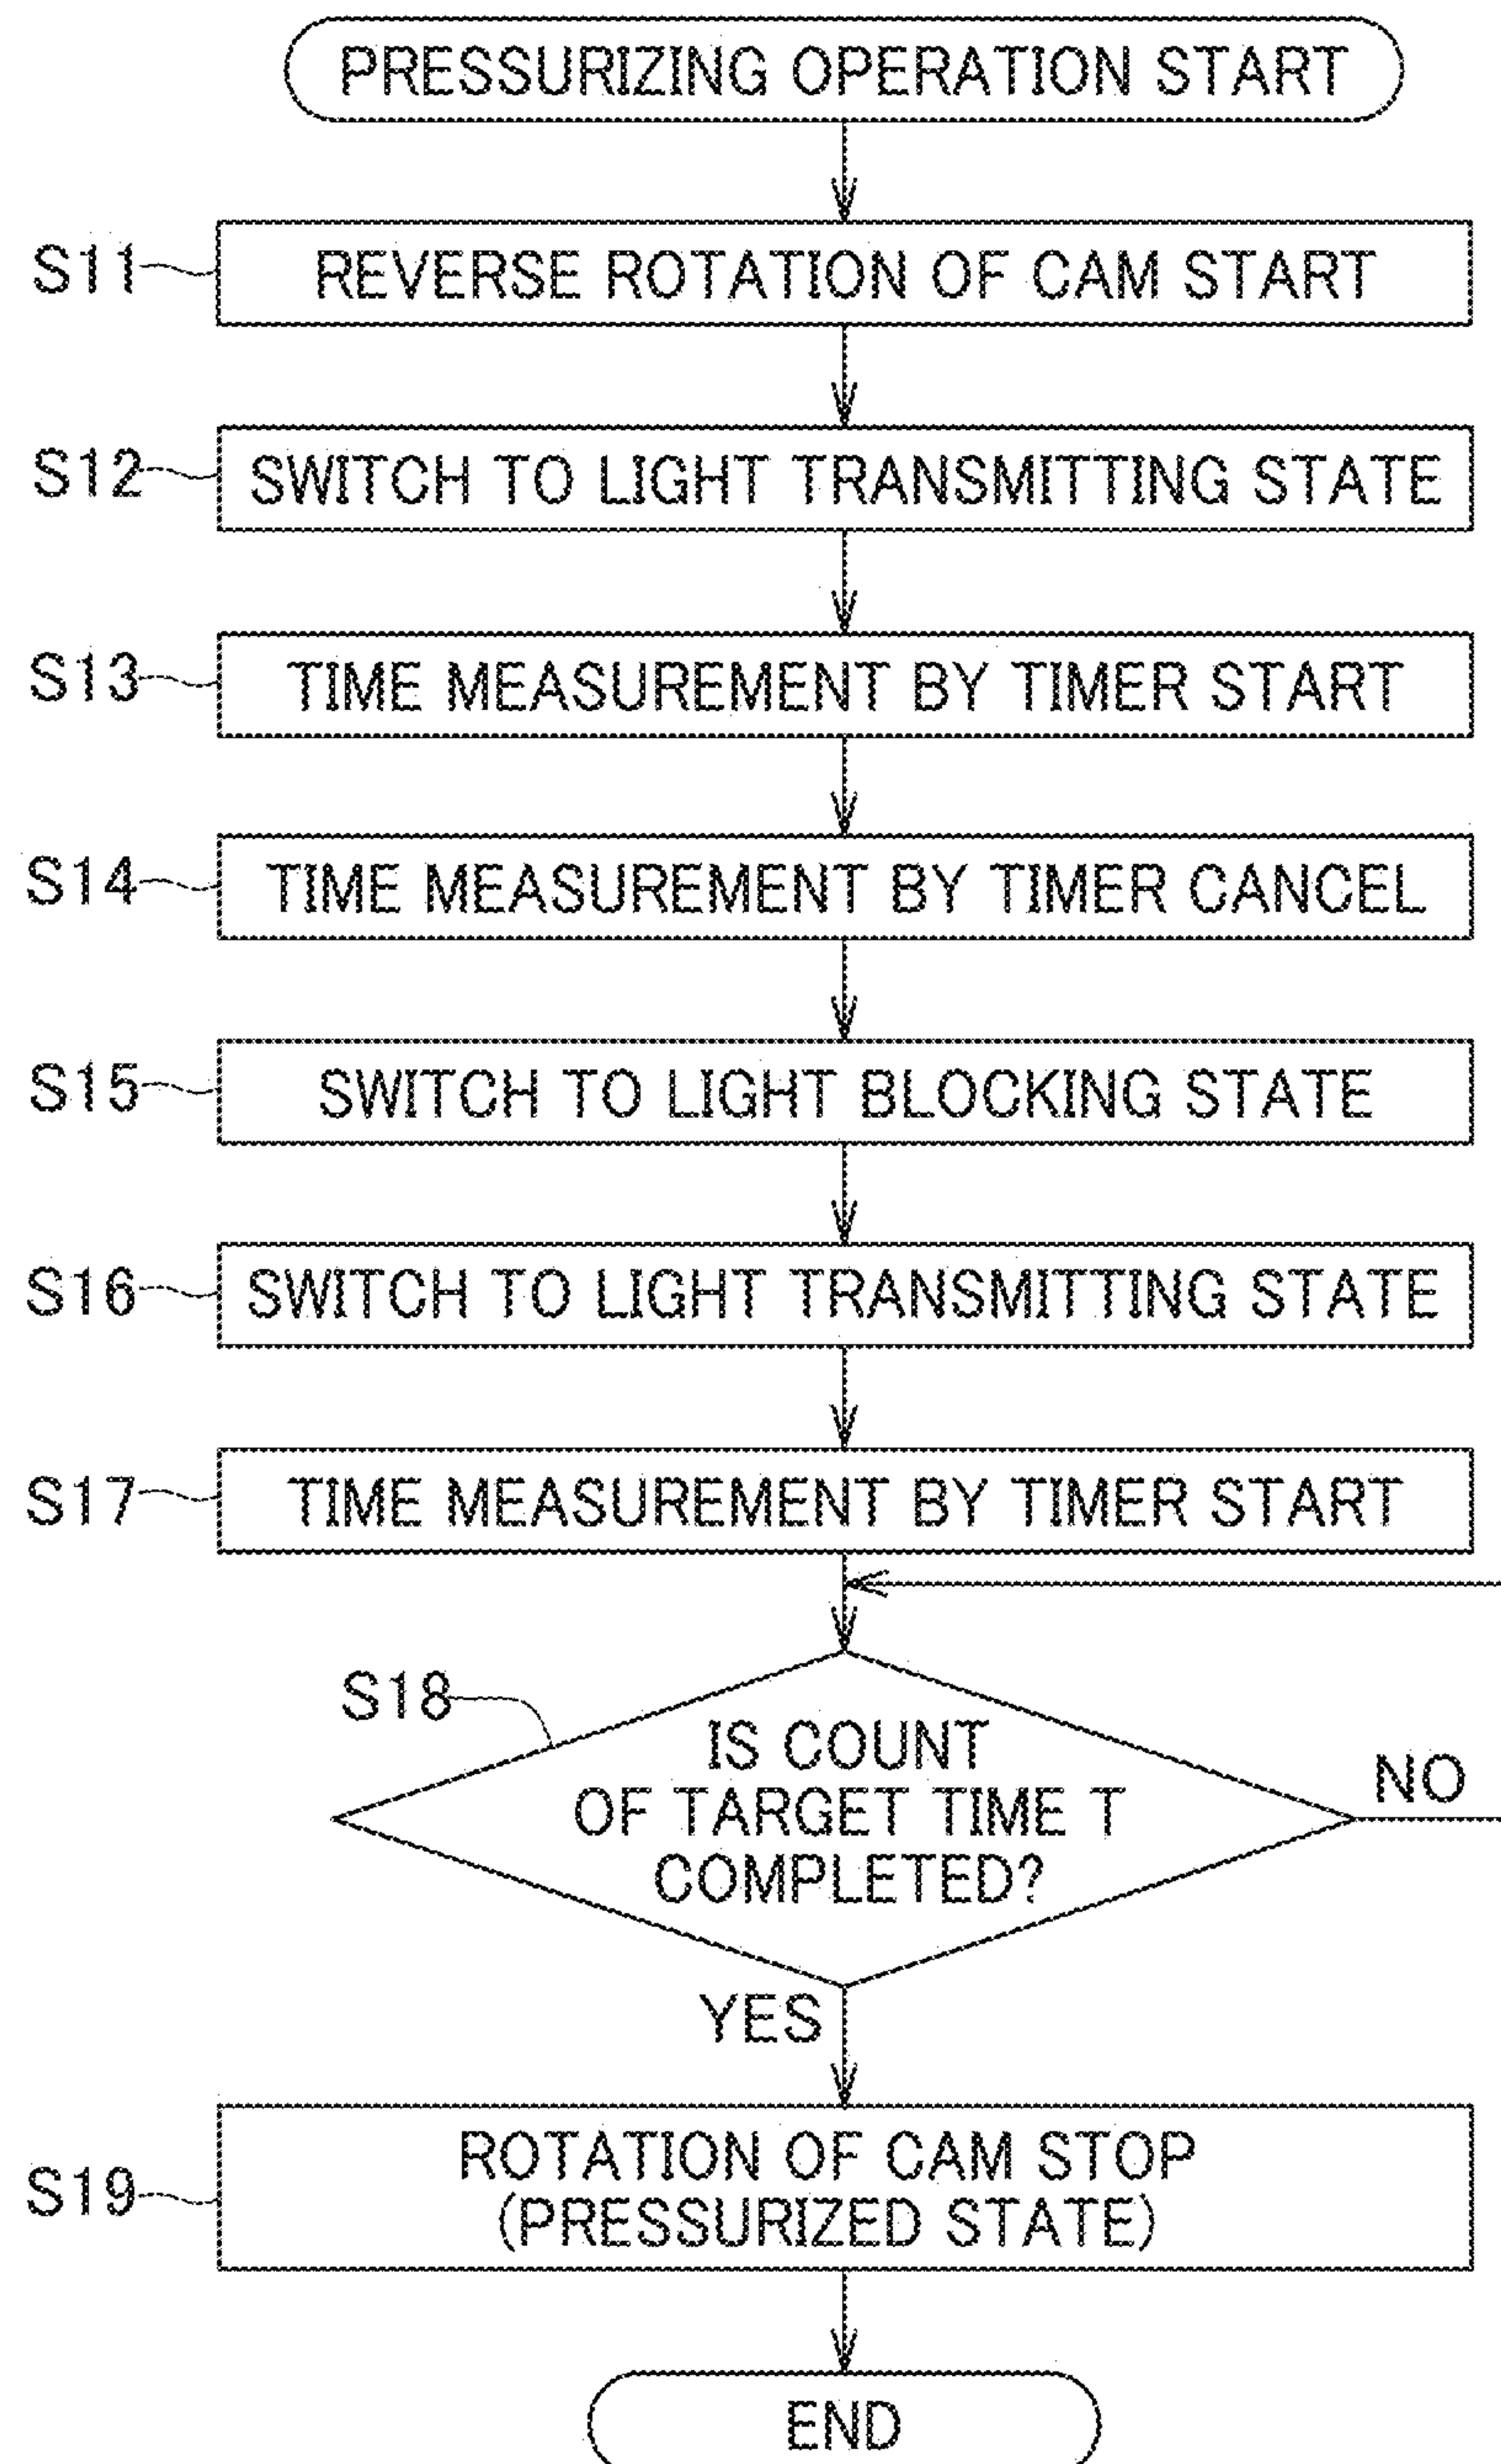 PRESSURIZING OPERATION START
S11
REVERSE ROTATION OF CAM START
S12
SWITCH TO LIGHT TRANSMITTING STATE
S13
TIME MEASUREMENT BY TIMER START
S14
TIME MEASUREMENT BY TIMER CANCEL
S15
SWITCH TO LIGHT BLOCKING STATE
S16
SWITCH TO LIGHT TRANSMITTING STATE
S17
TIME MEASUREMENT BY TIMER START
S18
IS COUNT
OF TARGET TIME T
COMPLETED?
NO
YES
S19
ROTATION OF CAM STOP
(PRESSURIZED STATE)
END